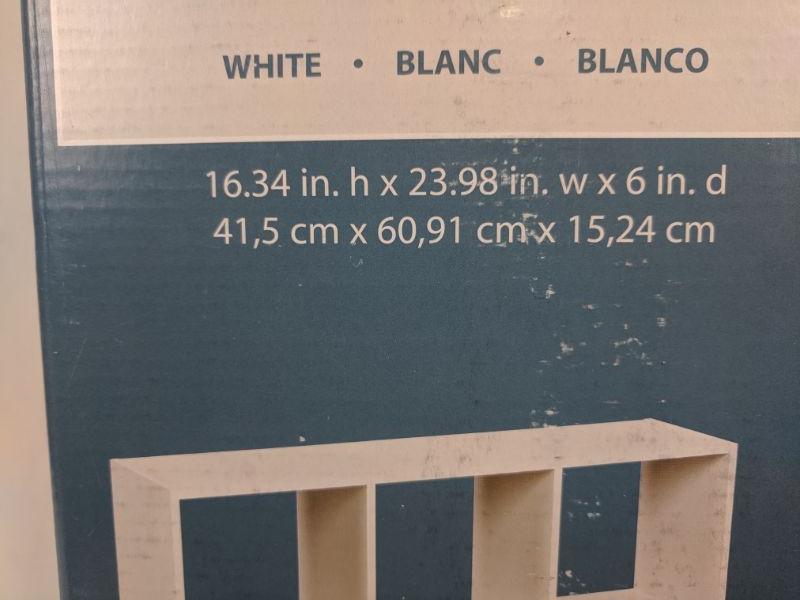 WHITE • BLANC • BLANCO
16.34 in. h x 23.98 in. w x 6 in. d
41,5 cm x 60,91 cm x 15,24 cm